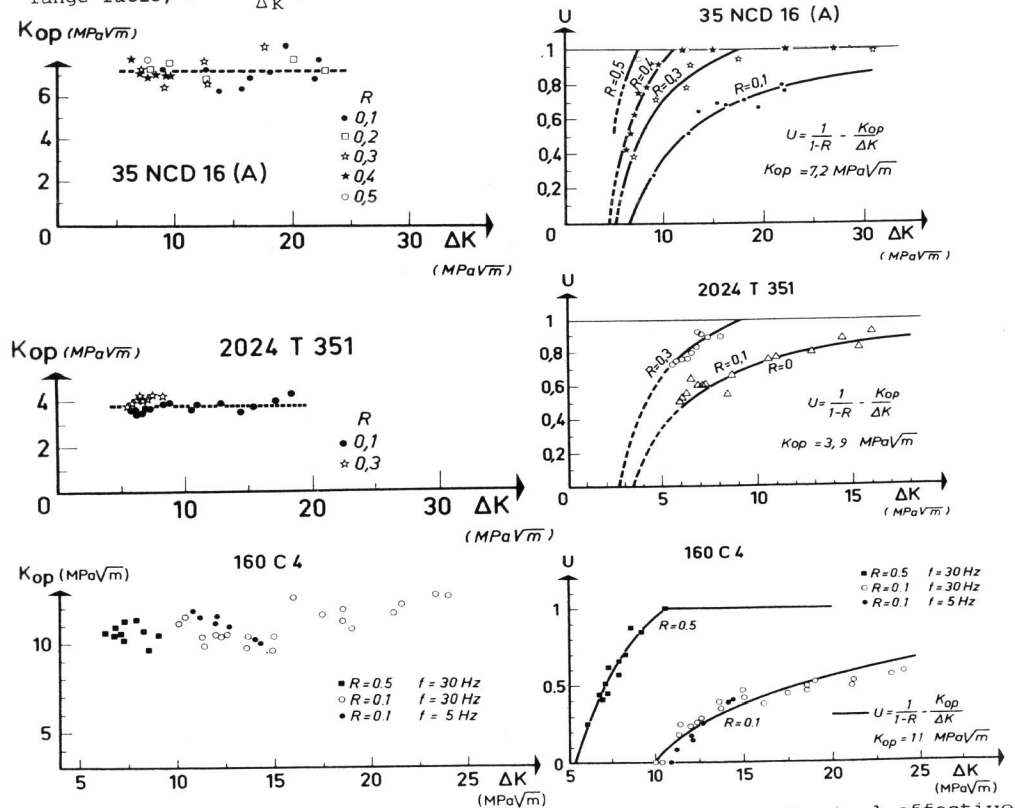 range ratio,
ΔK
Kop (MPa√m)
6
4
2
0
10
20
30
ΔK
(MPa√m)
35 NCD 16 (A)
R
● 0,1
□ 0,2
☆ 0,3
★ 0,4
○ 0,5
35 NCD 16 (A)
U
1
0,8
0,6
0,4
0,2
0
10
20
30
ΔK
(MPa√m)
R=0,5
R=0,4
R=0,3
R=0,1
U = 1/(1-R) - Kop/ΔK
Kop = 7,2 MPa√m
Kop (MPa√m)
2024 T 351
4
2
0
10
20
30
ΔK
(MPa√m)
R
● 0,1
☆ 0,3
2024 T 351
U
1
0,8
0,6
0,4
0,2
0
5
10
15
ΔK
(MPa√m)
R=0,3
R=0,1
R=0
U = 1/(1-R) - Kop/ΔK
Kop = 3,9 MPa√m
160 C 4
Kop (MPa√m)
10
5
5
10
15
20
25
ΔK
(MPa√m)
■ R=0.5 f = 30 Hz
○ R=0.1 f = 30 Hz
● R=0.1 f = 5 Hz
160 C 4
U
1
0.5
0
5
10
15
20
25
ΔK
(MPa√m)
■ R=0.5 f = 30 Hz
○ R=0.1 f = 30 Hz
● R=0.1 f = 5 Hz
R=0.5
R=0.1
U = 1/(1-R) - Kop/ΔK
Kop = 11 MPa√m
effective